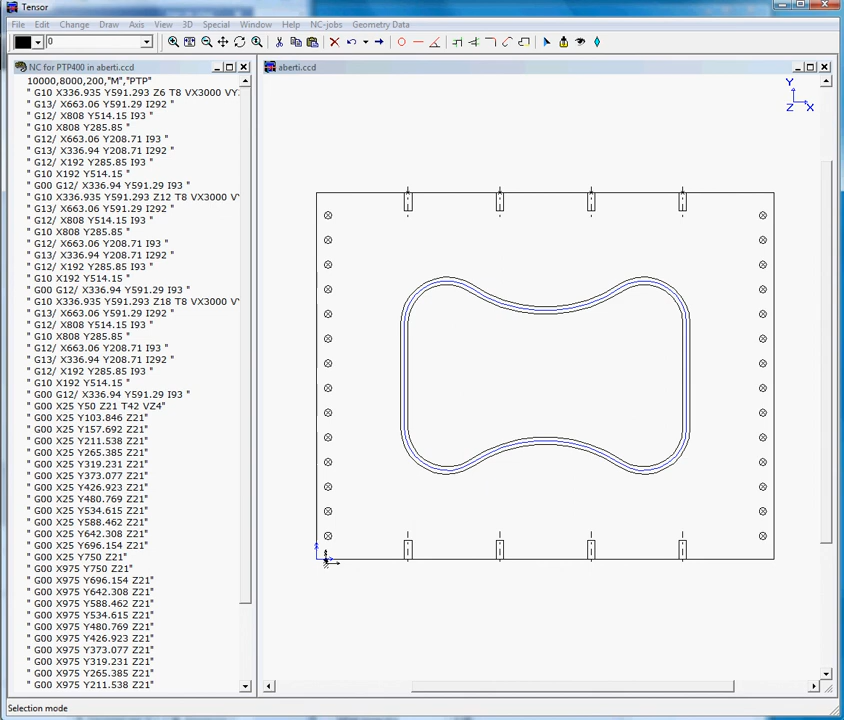 Tensor
File Edit Change Draw Axis View 3D Special Window Help NC-jobs Geometry Data
0
NC for PTP400 in aberti.ccd
aberti.ccd
10000,8000,200,"M","PTP"
" G10 X336.935 Y591.293 Z6 T8 VX3000 VY
" G13/ X663.06 Y591.29 I292 "
" G12/ X808 Y514.15 I93 "
" G10 X808 Y285.85 "
" G12/ X663.06 Y208.71 I93 "
" G13/ X336.94 Y208.71 I292 "
" G12/ X192 Y285.85 I93 "
" G10 X192 Y514.15 "
" G00 G12/ X336.94 Y591.29 I93 "
" G10 X336.935 Y591.293 Z12 T8 VX3000 V
" G13/ X663.06 Y591.29 I292 "
" G12/ X808 Y514.15 I93 "
" G10 X808 Y285.85 "
" G12/ X663.06 Y208.71 I93 "
" G13/ X336.94 Y208.71 I292 "
" G12/ X192 Y285.85 I93 "
" G10 X192 Y514.15 "
" G00 G12/ X336.94 Y591.29 I93 "
" G10 X336.935 Y591.293 Z18 T8 VX3000 V
" G13/ X663.06 Y591.29 I292 "
" G12/ X808 Y514.15 I93 "
" G10 X808 Y285.85 "
" G12/ X663.06 Y208.71 I93 "
" G13/ X336.94 Y208.71 I292 "
" G12/ X192 Y285.85 I93 "
" G10 X192 Y514.15 "
" G00 G12/ X336.94 Y591.29 I93 "
" G00 X25 Y50 Z21 T42 VZ4"
" G00 X25 Y103.846 Z21"
" G00 X25 Y157.692 Z21"
" G00 X25 Y211.538 Z21"
" G00 X25 Y265.385 Z21"
" G00 X25 Y319.231 Z21"
" G00 X25 Y373.077 Z21"
" G00 X25 Y426.923 Z21"
" G00 X25 Y480.769 Z21"
" G00 X25 Y534.615 Z21"
" G00 X25 Y588.462 Z21"
" G00 X25 Y642.308 Z21"
" G00 X25 Y696.154 Z21"
" G00 X25 Y750 Z21"
" G00 X975 Y750 Z21"
" G00 X975 Y696.154 Z21"
" G00 X975 Y642.308 Z21"
" G00 X975 Y588.462 Z21"
" G00 X975 Y534.615 Z21"
" G00 X975 Y480.769 Z21"
" G00 X975 Y426.923 Z21"
" G00 X975 Y373.077 Z21"
" G00 X975 Y319.231 Z21"
" G00 X975 Y265.385 Z21"
" G00 X975 Y211.538 Z21"
Y
Z X
Selection mode